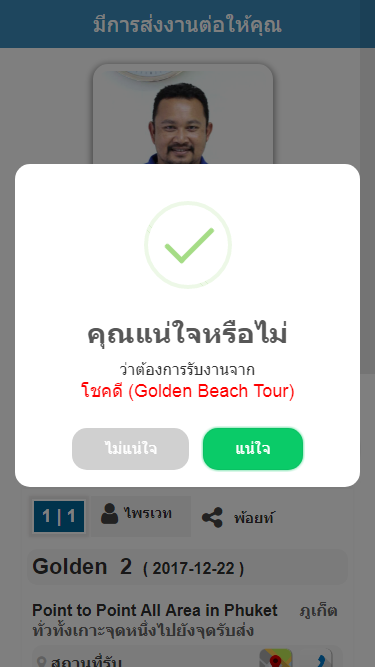 มีการส่งงานต่อให้คุณ
คุณแน่ใจหรือไม่
ว่าต้องการรับงานจาก
โชคดี (Golden Beach Tour)
ไม่แน่ใจ แน่ใจ
1 | 1 ไพรเวท พ้อยท์
Golden 2 ( 2017-12-22 )
Point to Point All Area in Phuket ภูเก็ต
ทั่วทั้งเกาะจุดหนึ่งไปยังจุดรับส่ง
สถานที่รับ